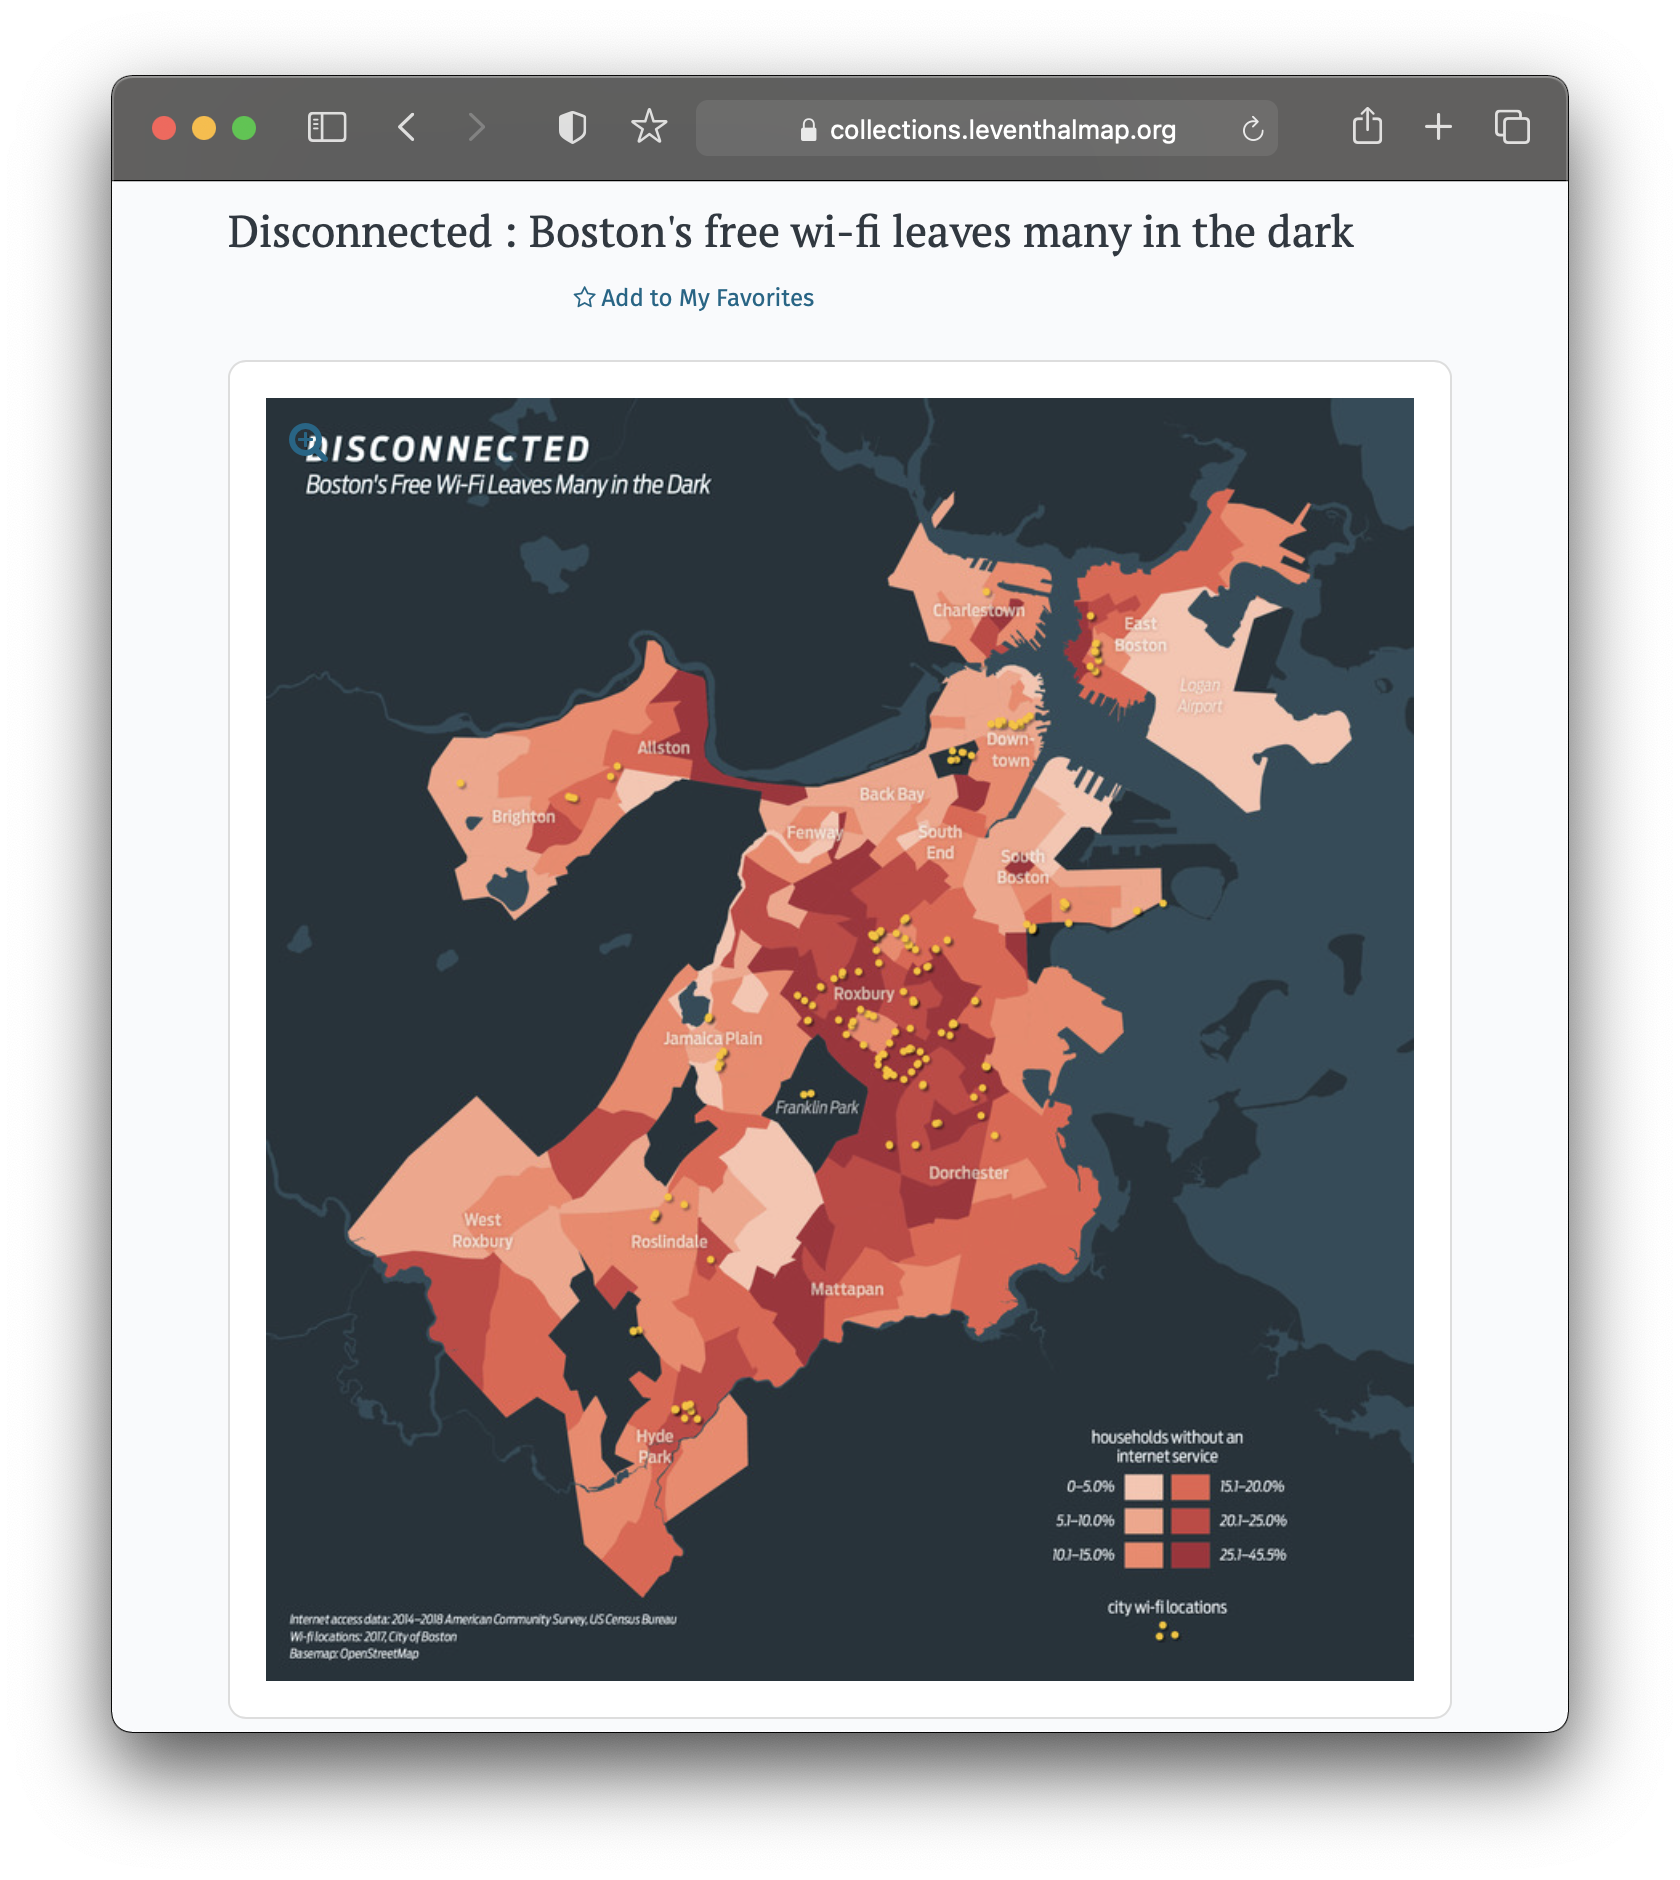 collections.leventhalmap.org
Disconnected : Boston's free wi-fi leaves many in the dark
Add to My Favorites
DISCONNECTED
Boston's Free Wi-Fi Leaves Many in the Dark
Charlestown
East
Boston
Logan
Airport
Allston
Down-
town
Back Bay
Brighton
Fenway
South
End
South
Boston
Roxbury
Jamaica Plain
Franklin Park
Dorchester
West
Roxbury
Roslindale
Mattapan
Hyde
Park
households without an
internet service
0–5.0% 15.1–20.0%
5.1–10.0% 20.1–25.0%
10.1–15.0% 25.1–45.5%
city wi-fi locations
Internet access data: 2014–2018 American Community Survey, US Census Bureau
Wi-fi locations: 2017, City of Boston
Basemap: OpenStreetMap